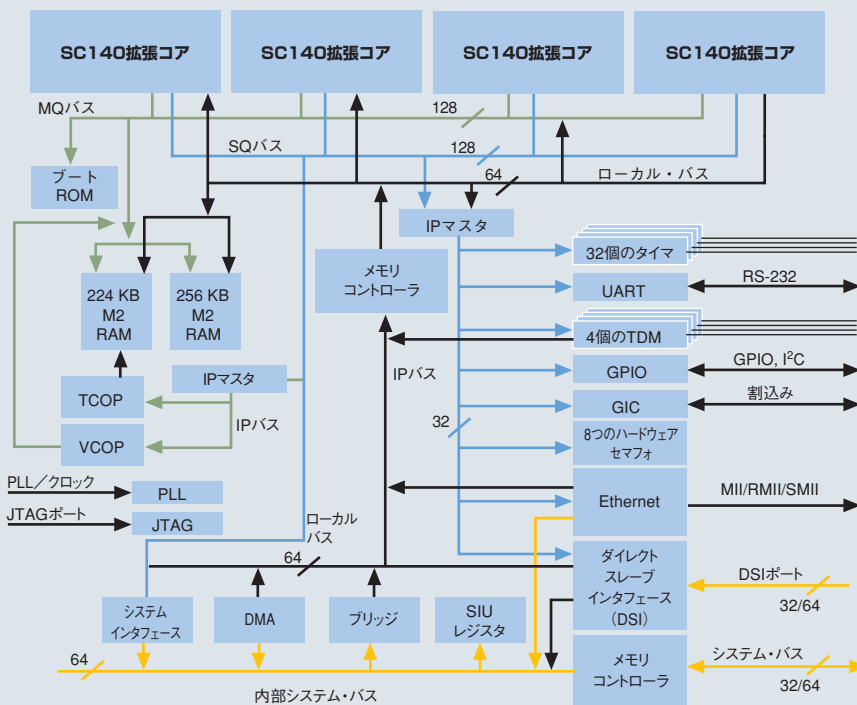 SC140拡張コア
SC140拡張コア
SC140拡張コア
SC140拡張コア
MQバス
128
SQバス
128
64
ローカル・バス
ブート
ROM
IPマスタ
メモリ
コントローラ
32個のタイマ
UART
RS-232
224 KB
M2
RAM
256 KB
M2
RAM
4個のTDM
IPバス
GPIO
GPIO, I²C
IPマスタ
TCOP
GIC
割込み
IPバス
32
VCOP
8つのハードウェア
セマフォ
PLL／クロック
PLL
Ethernet
MII/RMII/SMII
JTAGポート
JTAG
ローカル
バス
64
ダイレクト
スレーブ
インタフェース
(DSI)
DSIポート
32/64
システム
インタフェース
DMA
ブリッジ
SIU
レジスタ
64
内部システム・バス
メモリ
コントローラ
システム・バス
32/64